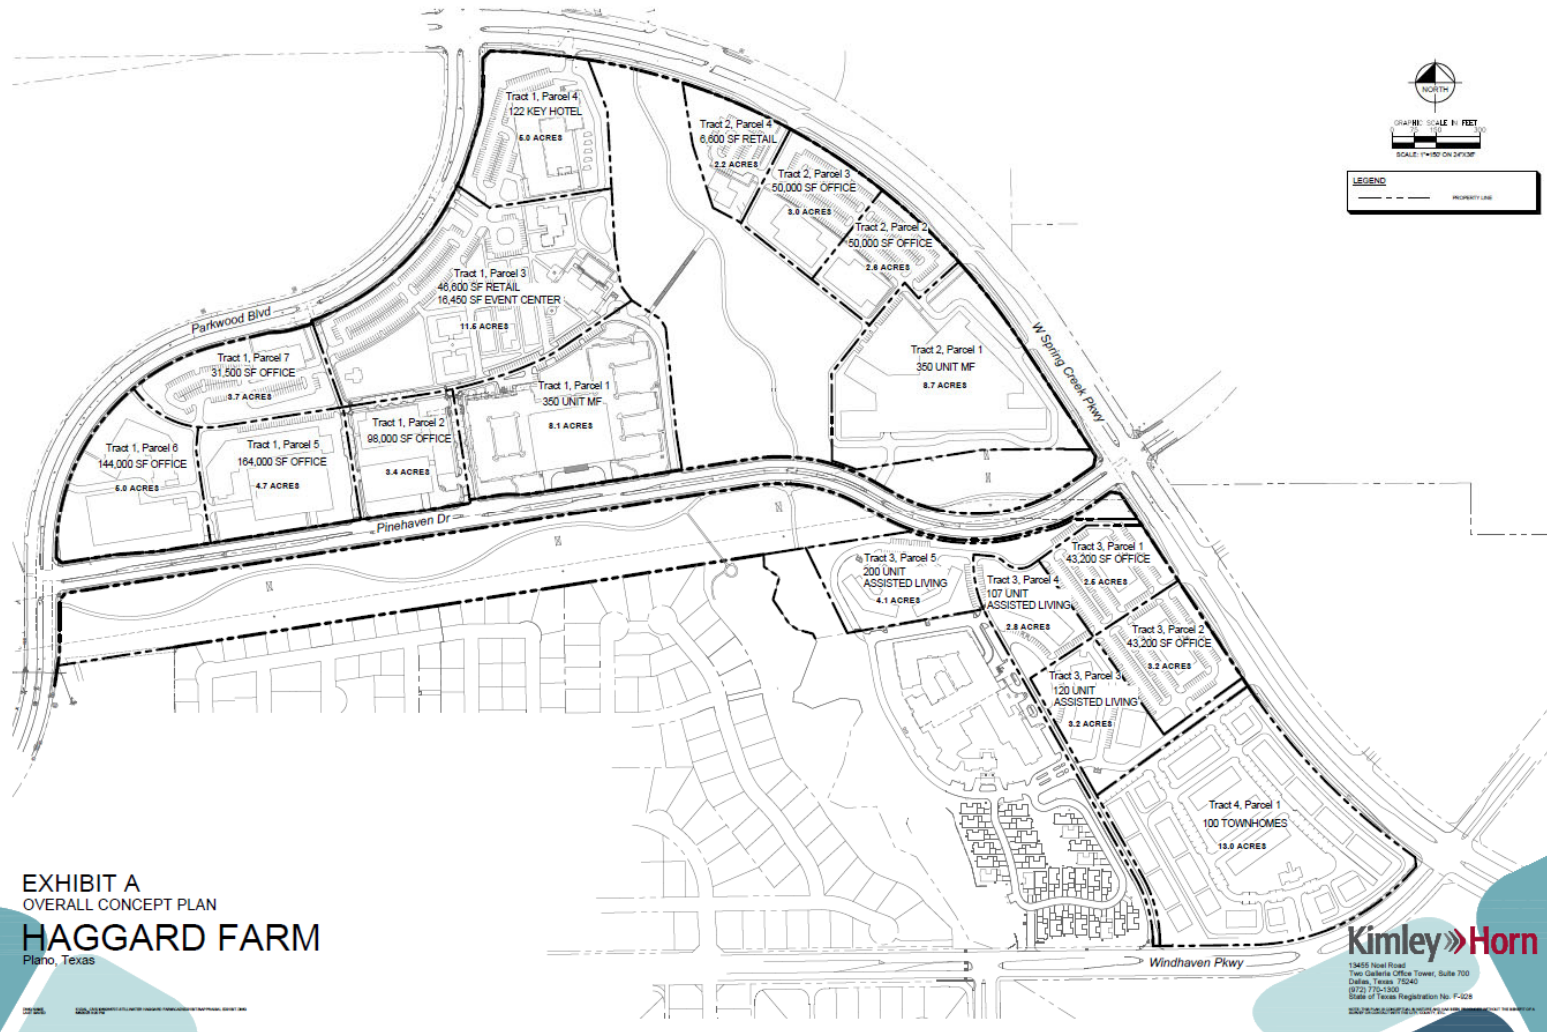 Tract 1, Parcel 4
122 KEY HOTEL
5.0 ACRES
Tract 2, Parcel 4
6,600 SF RETAIL
2.2 ACRES
Tract 2, Parcel 3
50,000 SF OFFICE
3.0 ACRES
Tract 2, Parcel 2
50,000 SF OFFICE
2.6 ACRES
NORTH
GRAPHIC SCALE IN FEET
0 75 150 300
SCALE: 1"=150' ON 24"X36"
LEGEND
PROPERTY LINE
Tract 1, Parcel 3
46,600 SF RETAIL
16,450 SF EVENT CENTER
11.5 ACRES
Parkwood Blvd
W Spring Creek Pkwy
Tract 1, Parcel 7
31,500 SF OFFICE
3.7 ACRES
Tract 2, Parcel 1
350 UNIT MF
8.7 ACRES
Tract 1, Parcel 1
350 UNIT MF
8.1 ACRES
Tract 1, Parcel 2
98,000 SF OFFICE
3.4 ACRES
Tract 1, Parcel 6
144,000 SF OFFICE
5.0 ACRES
Tract 1, Parcel 5
164,000 SF OFFICE
4.7 ACRES
Pinehaven Dr
Tract 3, Parcel 5
200 UNIT
ASSISTED LIVING
4.1 ACRES
Tract 3, Parcel 1
43,200 SF OFFICE
2.5 ACRES
Tract 3, Parcel 4
107 UNIT
ASSISTED LIVING
2.8 ACRES
Tract 3, Parcel 2
43,200 SF OFFICE
3.2 ACRES
Tract 3, Parcel 3
120 UNIT
ASSISTED LIVING
3.2 ACRES
Tract 4, Parcel 1
100 TOWNHOMES
13.0 ACRES
Windhaven Pkwy
EXHIBIT A
OVERALL CONCEPT PLAN
HAGGARD FARM
Plano, Texas
Kimley»Horn
13455 Noel Road
Two Galleria Office Tower, Suite 700
Dallas, Texas 75240
(972) 770-1300
State of Texas Registration No. F-928